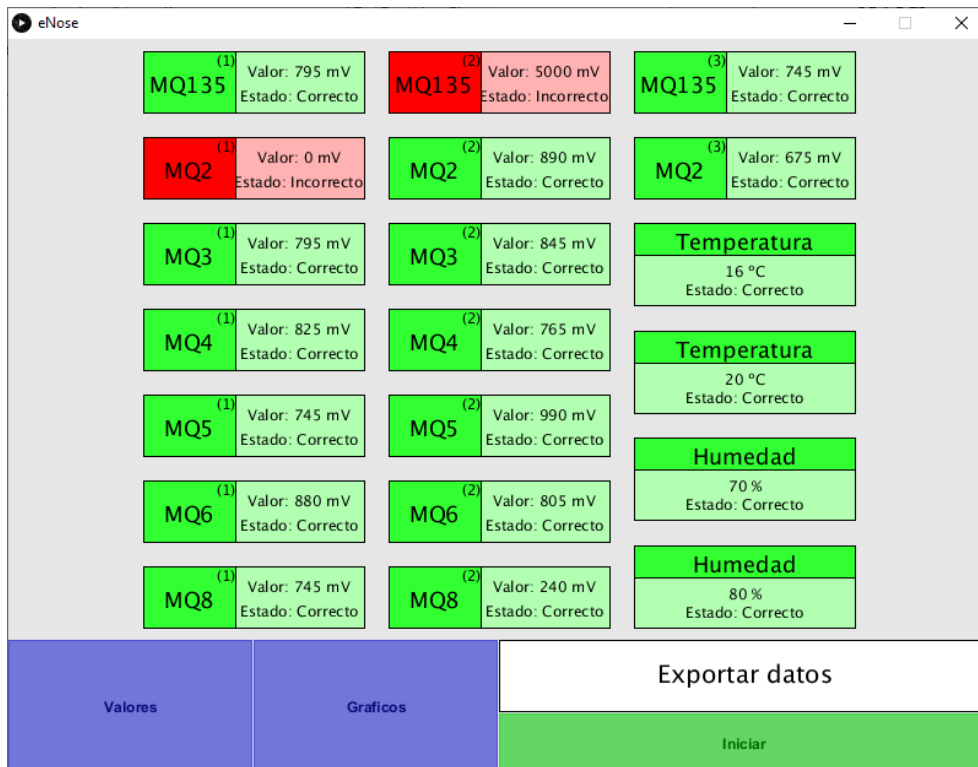 eNose
(1)
MQ135
Valor: 795 mV
Estado: Correcto
(2)
MQ135
Valor: 5000 mV
Estado: Incorrecto
(3)
MQ135
Valor: 745 mV
Estado: Correcto
(1)
MQ2
Valor: 0 mV
Estado: Incorrecto
(2)
MQ2
Valor: 890 mV
Estado: Correcto
(3)
MQ2
Valor: 675 mV
Estado: Correcto
(1)
MQ3
Valor: 795 mV
Estado: Correcto
(2)
MQ3
Valor: 845 mV
Estado: Correcto
Temperatura
16 ºC
Estado: Correcto
(1)
MQ4
Valor: 825 mV
Estado: Correcto
(2)
MQ4
Valor: 765 mV
Estado: Correcto
Temperatura
20 ºC
Estado: Correcto
(1)
MQ5
Valor: 745 mV
Estado: Correcto
(2)
MQ5
Valor: 990 mV
Estado: Correcto
Humedad
70 %
Estado: Correcto
(1)
MQ6
Valor: 880 mV
Estado: Correcto
(2)
MQ6
Valor: 805 mV
Estado: Correcto
Humedad
80 %
Estado: Correcto
(1)
MQ8
Valor: 745 mV
Estado: Correcto
(2)
MQ8
Valor: 240 mV
Estado: Correcto
Valores
Graficos
Exportar datos
Iniciar